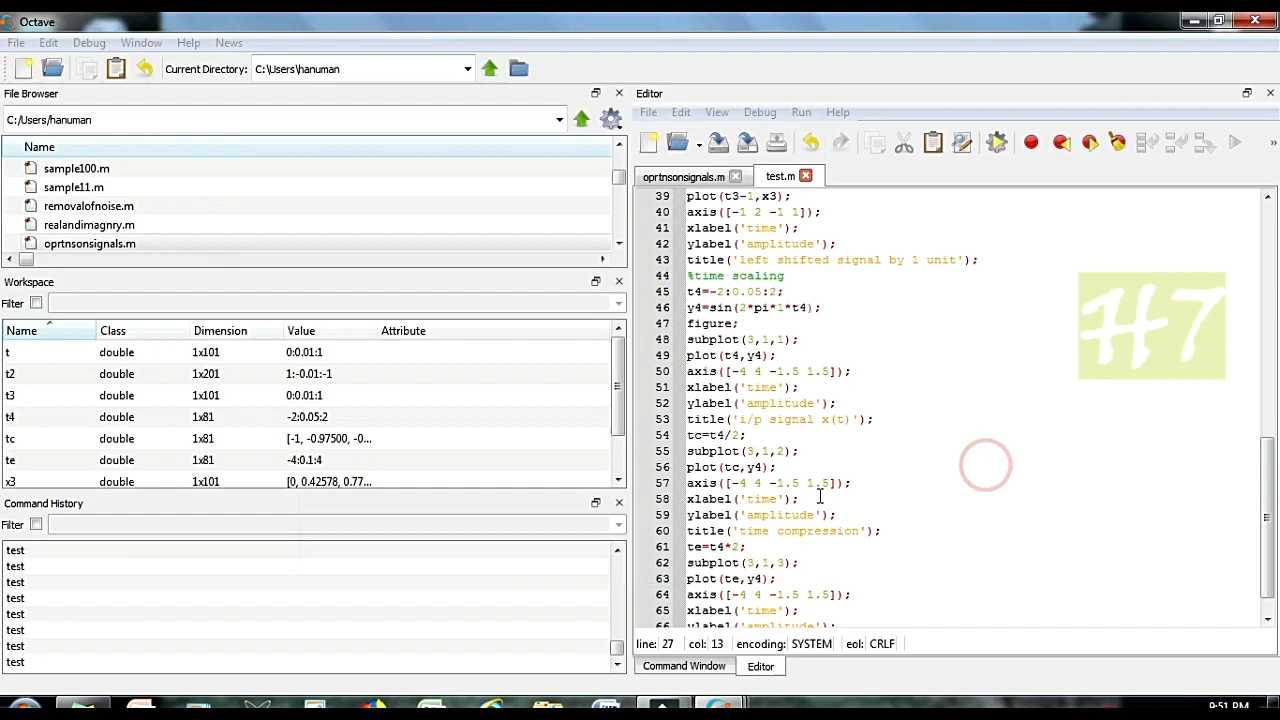 Octave
File Edit Debug Window Help News
Current Directory: C:\Users\hanuman
File Browser
C:/Users/hanuman
Name
sample100.m
sample11.m
removalofnoise.m
realandimagnry.m
oprtnsonsignals.m
Workspace
Filter
Name Class Dimension Value Attribute
t double 1x101 0:0.01:1
t2 double 1x201 1:-0.01:-1
t3 double 1x101 0:0.01:1
t4 double 1x81 -2:0.05:2
tc double 1x81 [-1, -0.97500, -0...
te double 1x81 -4:0.1:4
x3 double 1x101 [0, 0.42578, 0.77...
Command History
Filter
test
test
test
test
test
test
test
test
Editor
File Edit View Debug Run Help
oprtnsonsignals.m test.m
39 plot(t3-1,x3);
40 axis([-1 2 -1 1]);
41 xlabel('time');
42 ylabel('amplitude');
43 title('left shifted signal by 1 unit');
44 %time scaling
45 t4=-2:0.05:2;
46 y4=sin(2*pi*1*t4);
47 figure;
48 subplot(3,1,1);
49 plot(t4,y4);
50 axis([-4 4 -1.5 1.5]);
51 xlabel('time');
52 ylabel('amplitude');
53 title('i/p signal x(t)');
54 tc=t4/2;
55 subplot(3,1,2);
56 plot(tc,y4);
57 axis([-4 4 -1.5 1.5]);
58 xlabel('time');
59 ylabel('amplitude');
60 title('time compression');
61 te=t4*2;
62 subplot(3,1,3);
63 plot(te,y4);
64 axis([-4 4 -1.5 1.5]);
65 xlabel('time');
66 ylabel('amplitude');
#7
line: 27 col: 13 encoding: SYSTEM eol: CRLF
Command Window Editor
9:51 PM